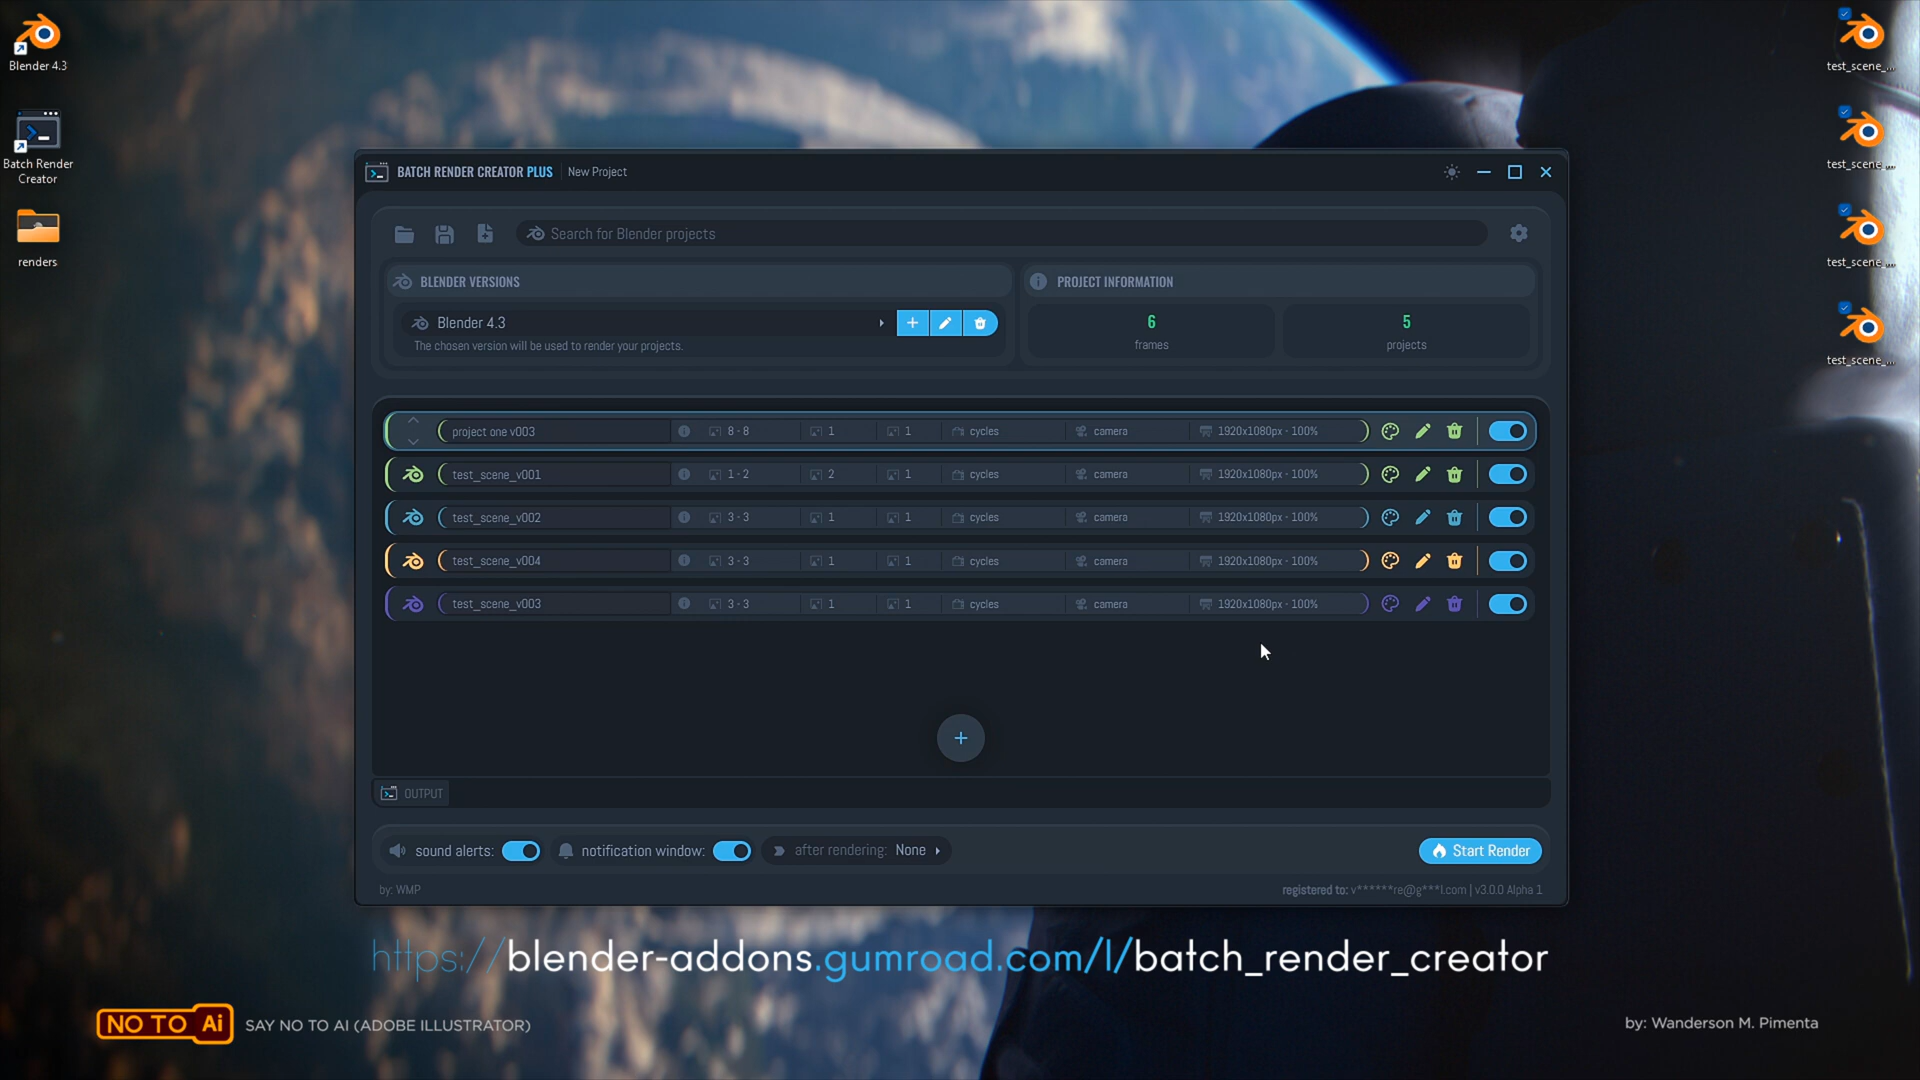 Blender 4.3
Batch Render
Creator
renders
test_scene_...
test_scene_...
test_scene_...
test_scene_...
BATCH RENDER CREATOR PLUS New Project
Search for Blender projects
BLENDER VERSIONS
Blender 4.3
The chosen version will be used to render your projects.
PROJECT INFORMATION
6
frames
5
projects
project one v003 8 - 8 1 1 cycles camera 1920x1080px - 100%
test_scene_v001 1 - 2 2 1 cycles camera 1920x1080px - 100%
test_scene_v002 3 - 3 1 1 cycles camera 1920x1080px - 100%
test_scene_v004 3 - 3 1 1 cycles camera 1920x1080px - 100%
test_scene_v003 3 - 3 1 1 cycles camera 1920x1080px - 100%
+
OUTPUT
sound alerts: notification window: after rendering: None Start Render
by: WMP
registered to: v******re@g***l.com | v3.0.0 Alpha 1
https://blender-addons.gumroad.com/l/batch_render_creator
NO TO Ai SAY NO TO AI (ADOBE ILLUSTRATOR)
by: Wanderson M. Pimenta